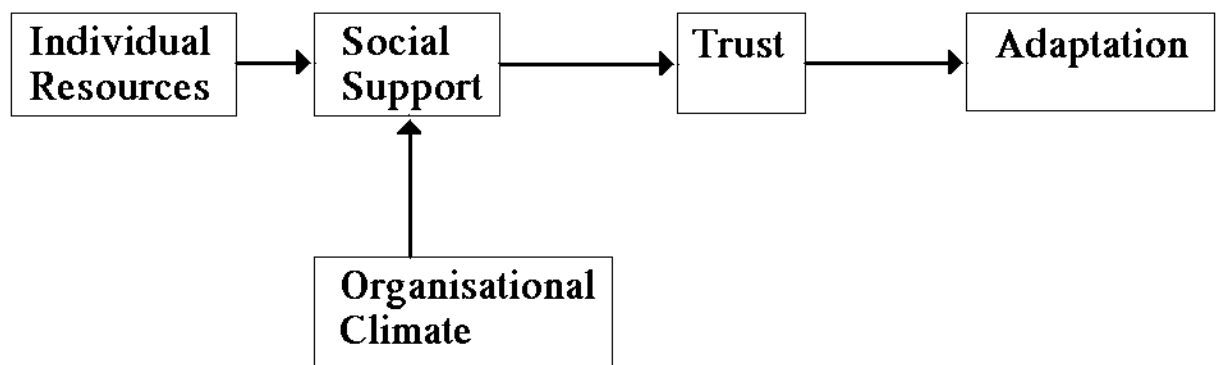 Individual
Resources
Social
Support
Trust
Adaptation
Organisational
Climate